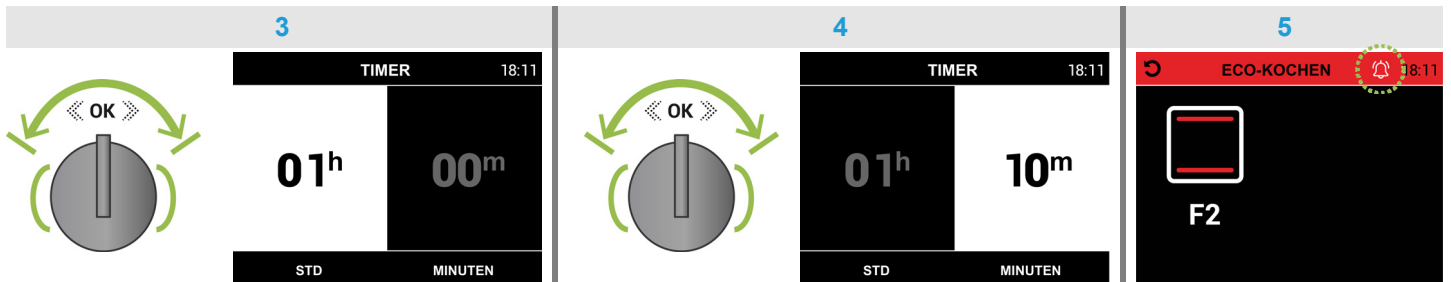 3
OK
TIMER 18:11
01h 00m
STD MINUTEN
4
OK
TIMER 18:11
01h 10m
STD MINUTEN
5
ECO-KOCHEN 18:11
F2